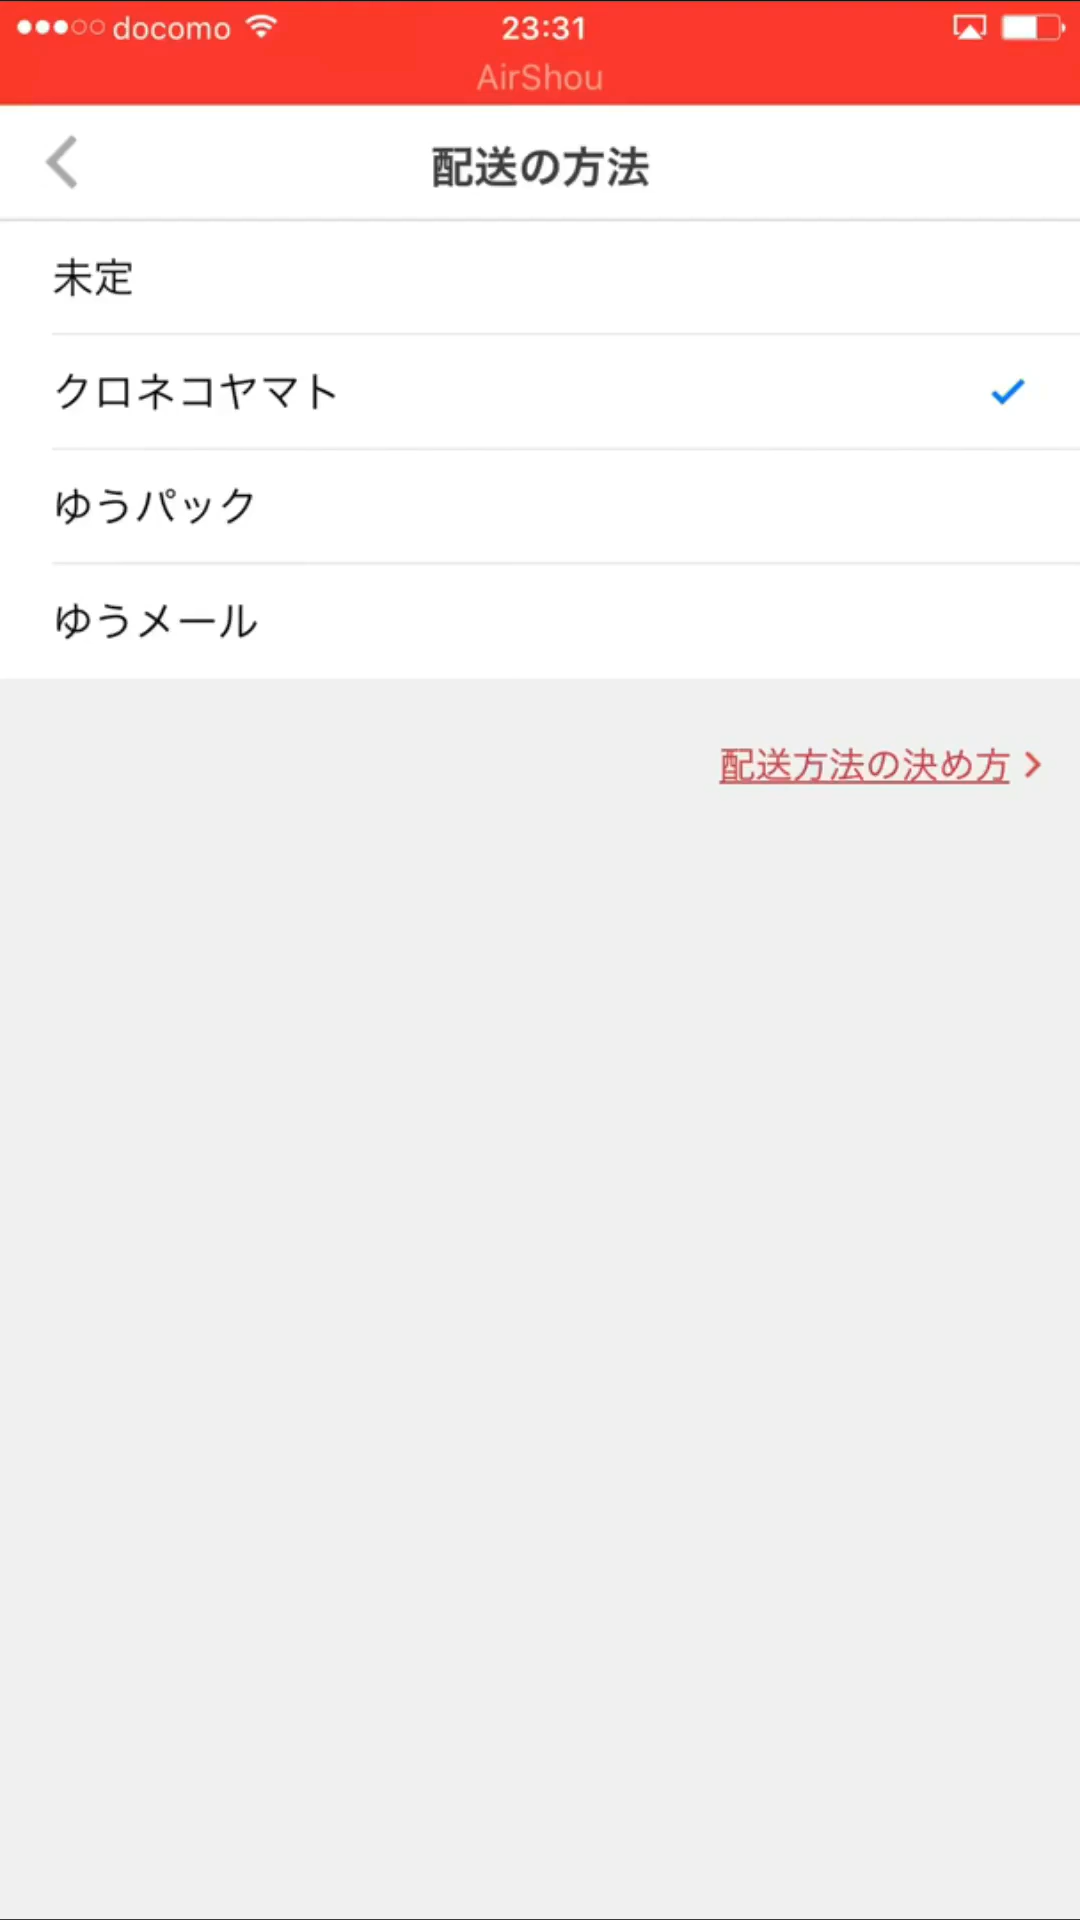 docomo 23:31
AirShou
配送の方法
未定
クロネコヤマト
ゆうパック
ゆうメール
配送方法の決め方